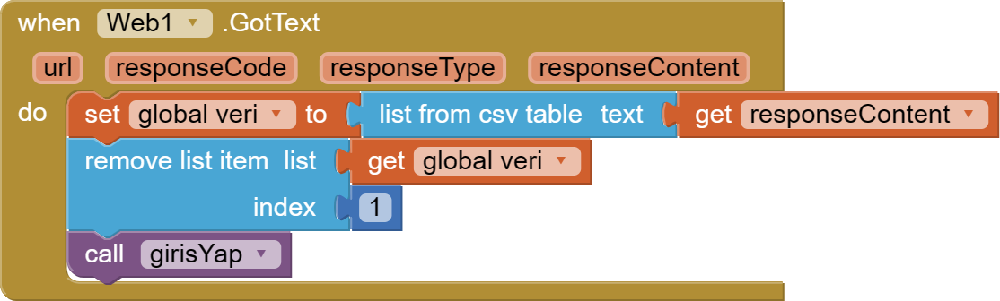 when Web1 .GotText
url responseCode responseType responseContent
do set global veri to list from csv table text get responseContent
remove list item list get global veri
index 1
call girisYap